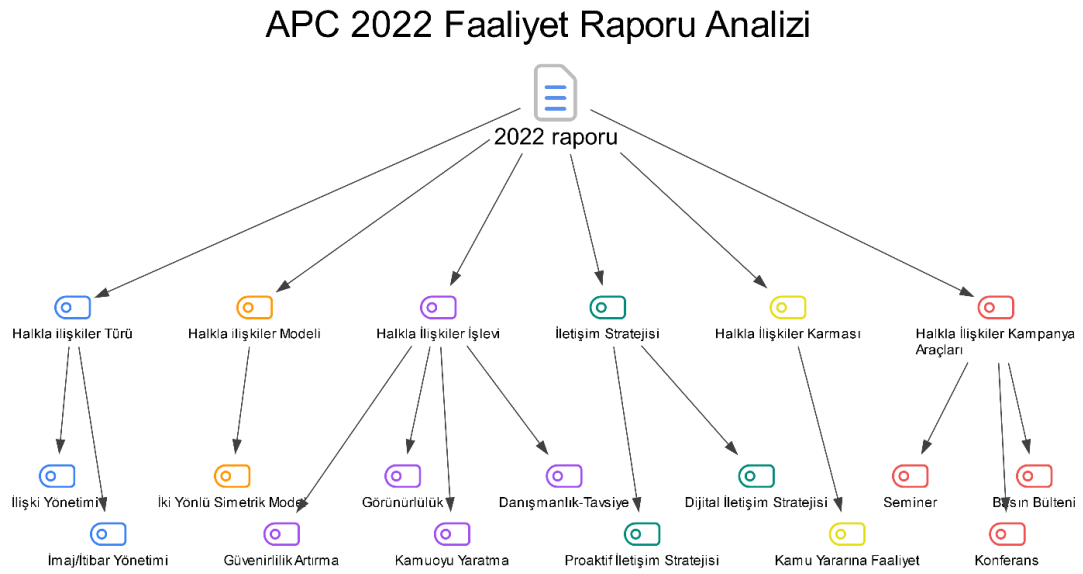 APC 2022 Faaliyet Raporu Analizi
2022 raporu
Halkla ilişkiler Türü
Halkla ilişkiler Modeli
Halkla İlişkiler İşlevi
İletişim Stratejisi
Halkla İlişkiler Karması
Halkla İlişkiler Kampanya
Araçları
İlişki Yönetimi
İki Yönlü Simetrik Model
Görünürlülük
Danışmanlık-Tavsiye
Dijital İletişim Stratejisi
Seminer
Basın Bülteni
İmaj/İtibar Yönetimi
Güvenirlilik Artırma
Kamuoyu Yaratma
Proaktif İletişim Stratejisi
Kamu Yararına Faaliyet
Konferans